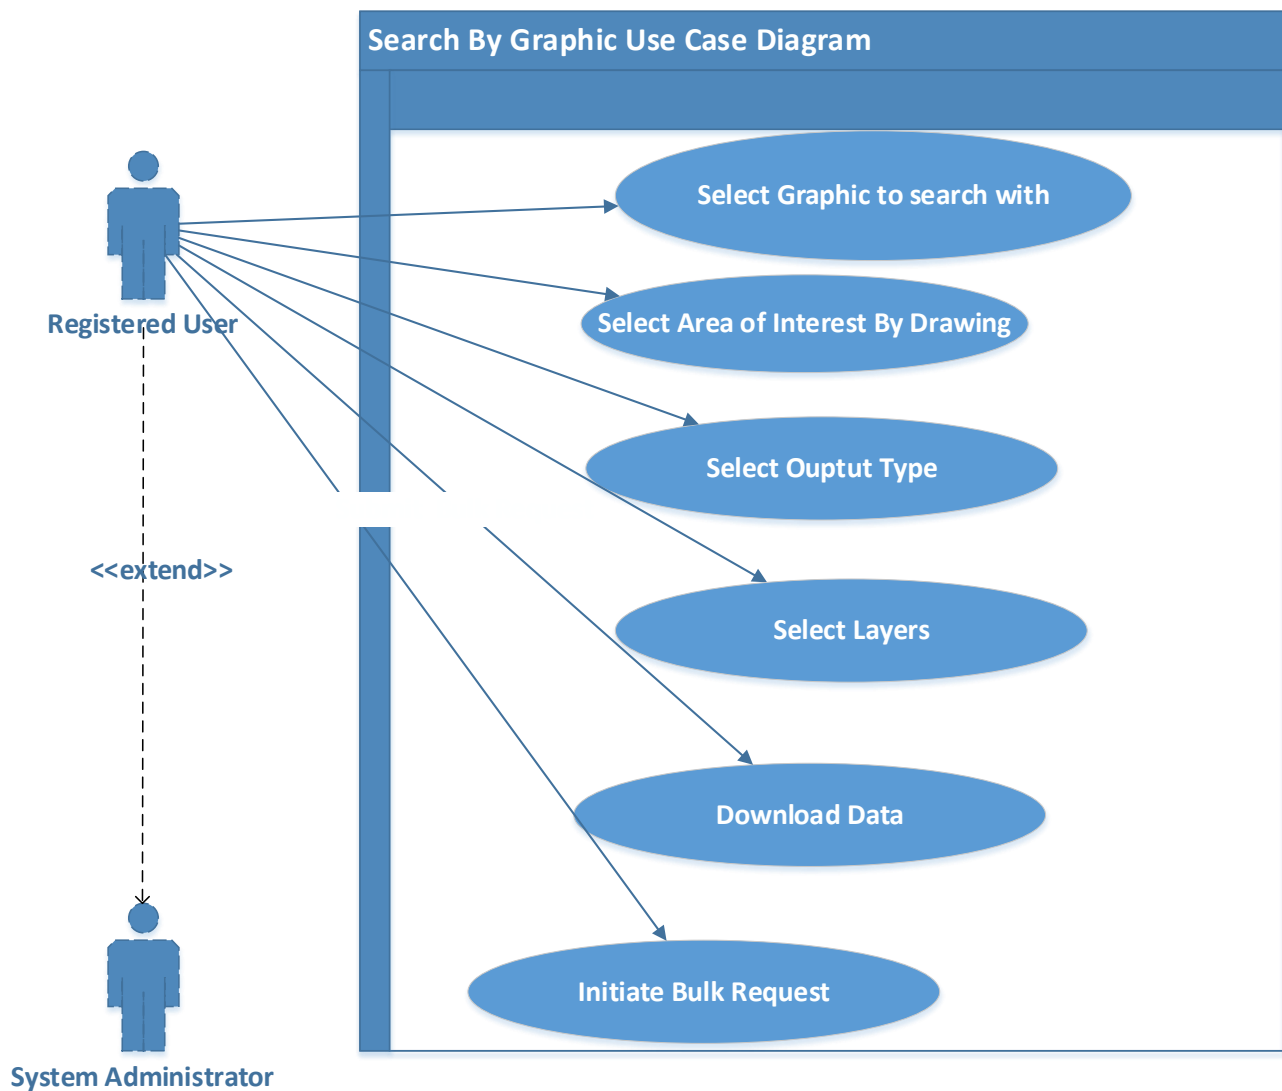 Search By Graphic Use Case Diagram
Select Graphic to search with
Registered User
Select Area of Interest By Drawing
Select Ouptut Type
<<extend>>
Select Layers
Download Data
Initiate Bulk Request
System Administrator